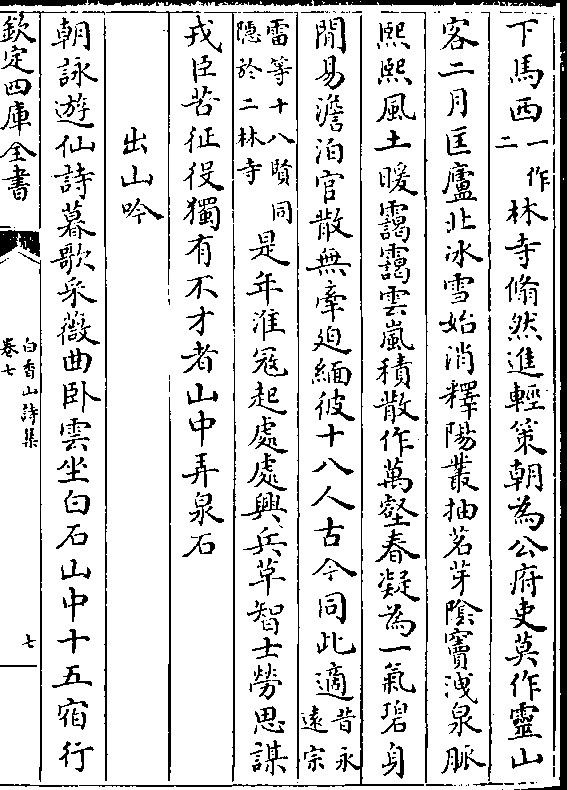 下馬西一作二林寺翛然進輕策朝為公府吏莫作靈山
客二月匡廬北冰雪始消釋陽叢抽茗芽陰竇洩泉脈
熙熙風土暖靄靄雲嵐積散作萬壑春凝為一氣碧身
閒易澹泊官散無牽廹緬彼十八人古今同此適昔永遠宗
雷等十八賢同隱於二林寺是年淮冦起處處興兵革智士勞思謀
戎臣苦征役獨有不才者山中弄泉石
出山吟
朝詠遊仙詩暮歌采薇曲卧雲坐白石山中十五宿行
欽定四庫全書
白香山詩集
卷七
七